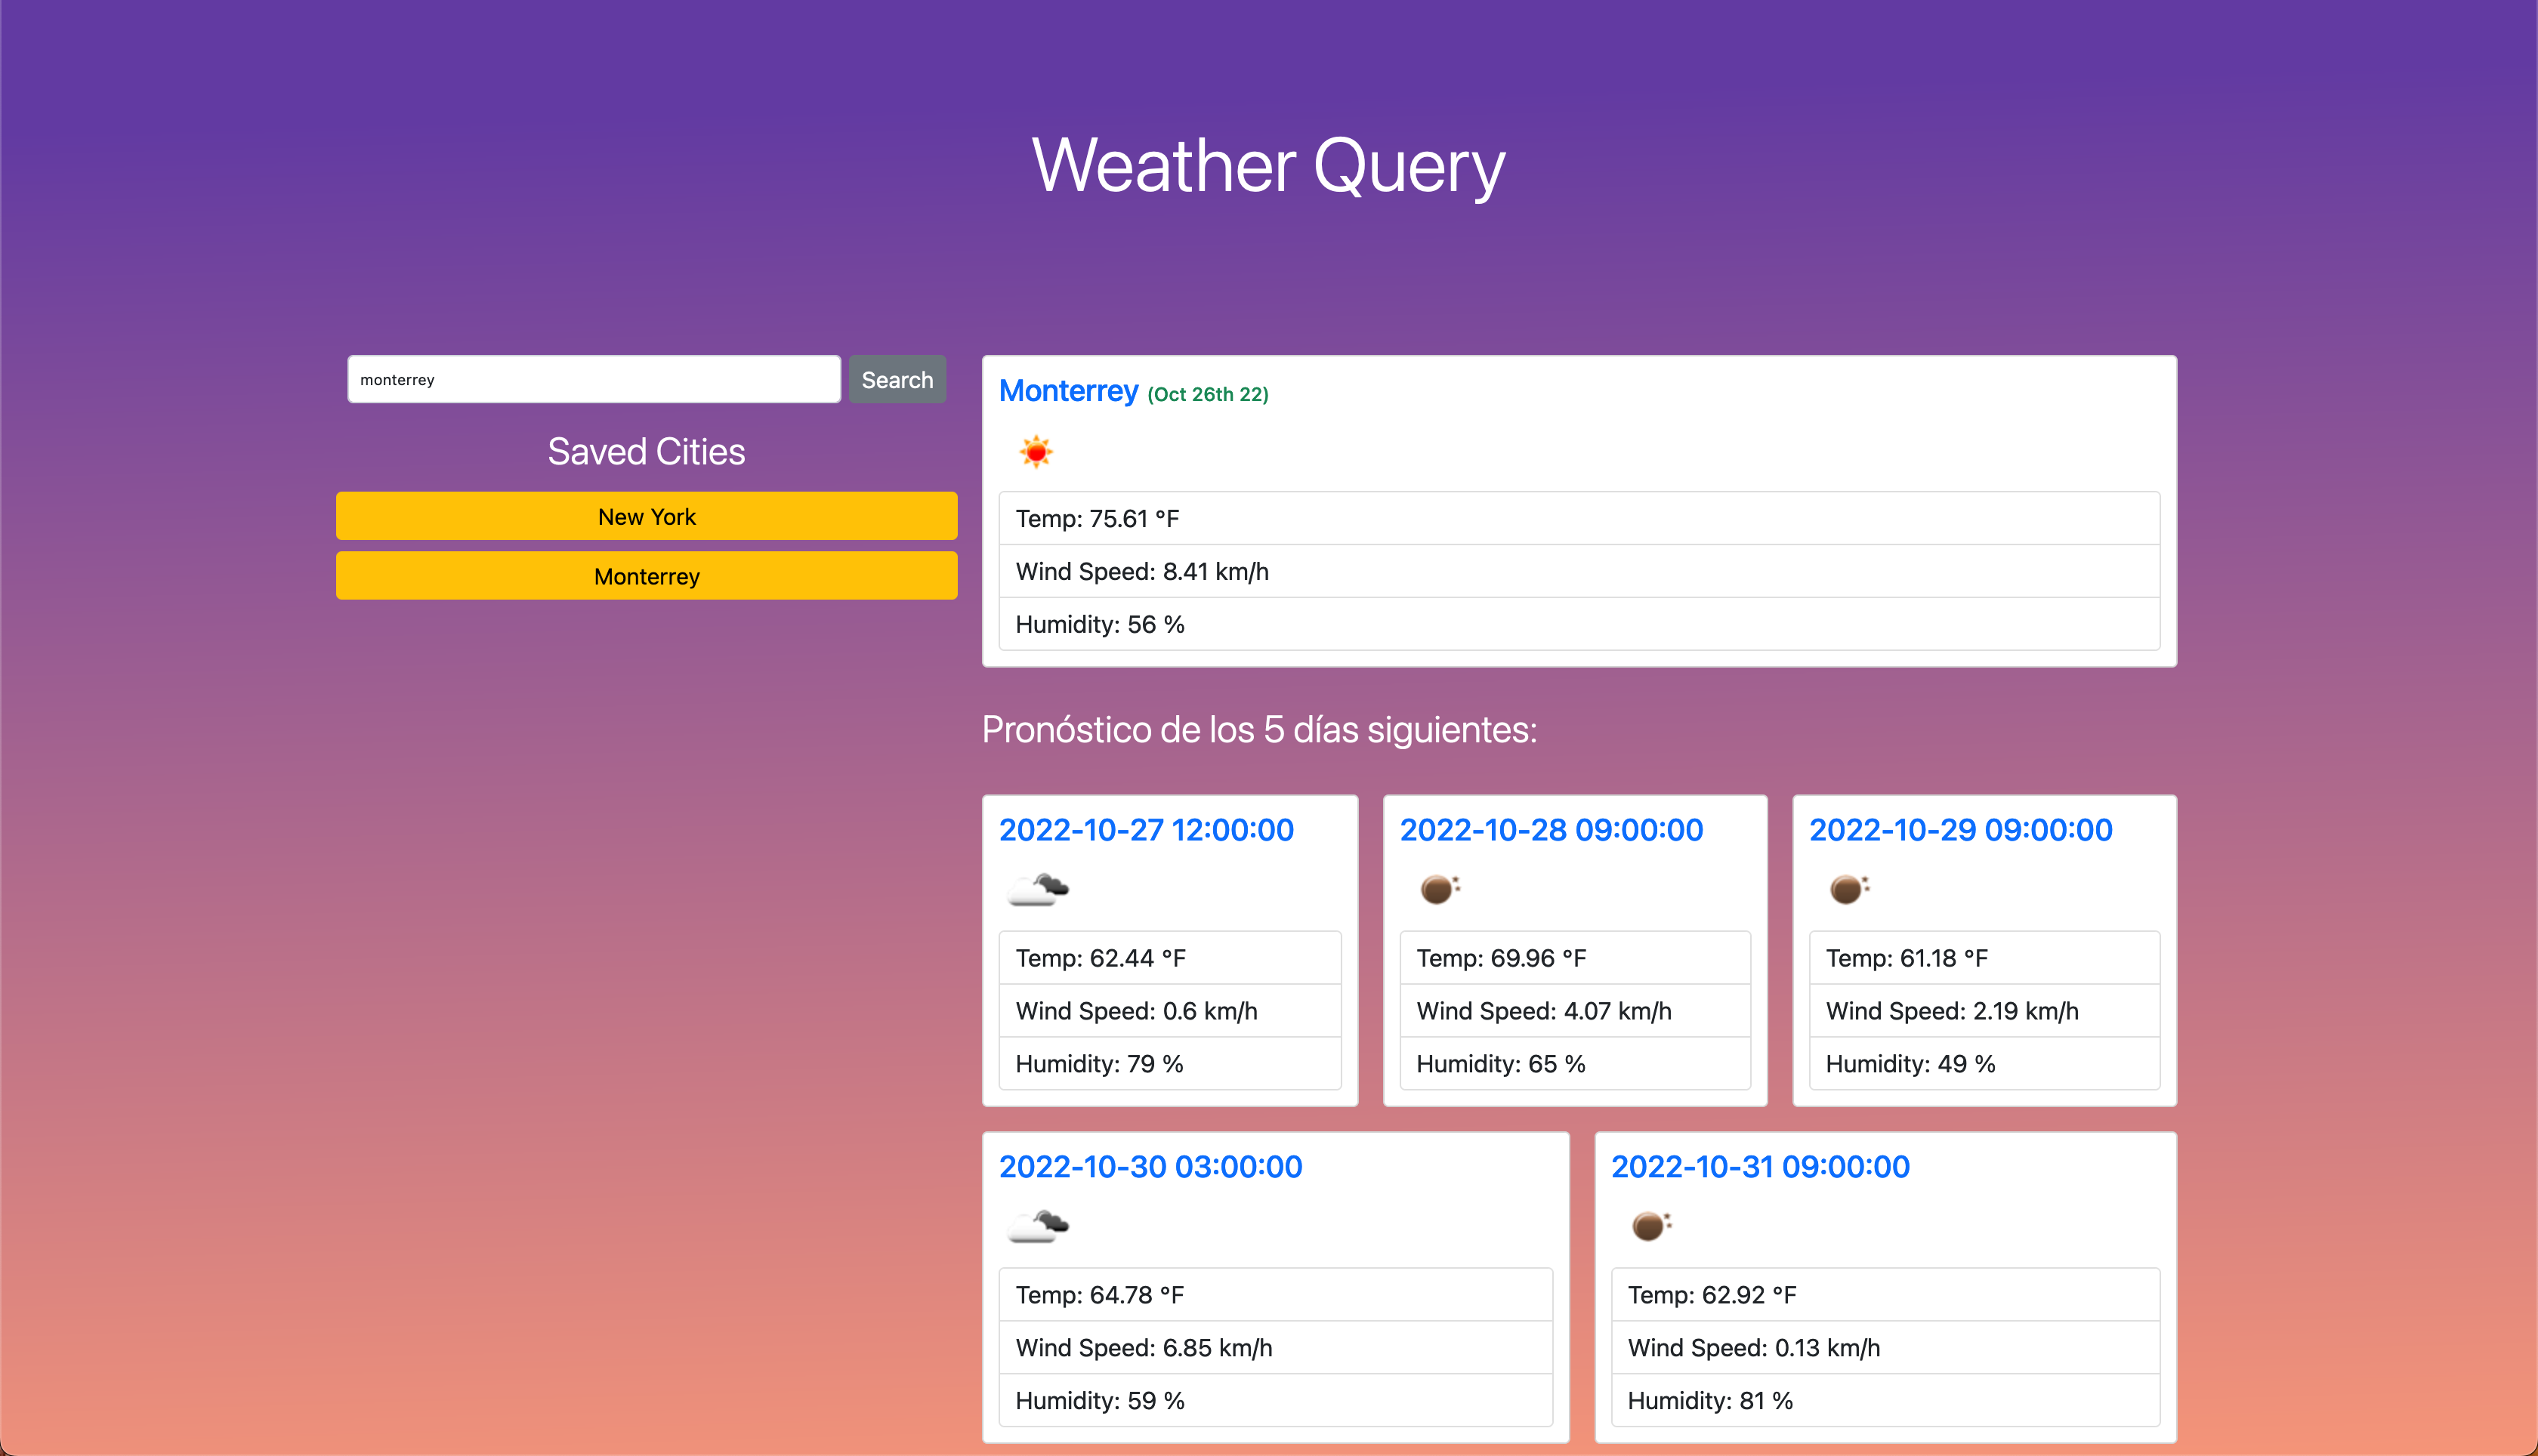 Weather Query
monterrey
Search
Saved Cities
New York
Monterrey
Monterrey (Oct 26th 22)
Temp: 75.61 °F
Wind Speed: 8.41 km/h
Humidity: 56 %
Pronóstico de los 5 días siguientes:
2022-10-27 12:00:00
Temp: 62.44 °F
Wind Speed: 0.6 km/h
Humidity: 79 %
2022-10-28 09:00:00
Temp: 69.96 °F
Wind Speed: 4.07 km/h
Humidity: 65 %
2022-10-29 09:00:00
Temp: 61.18 °F
Wind Speed: 2.19 km/h
Humidity: 49 %
2022-10-30 03:00:00
Temp: 64.78 °F
Wind Speed: 6.85 km/h
Humidity: 59 %
2022-10-31 09:00:00
Temp: 62.92 °F
Wind Speed: 0.13 km/h
Humidity: 81 %